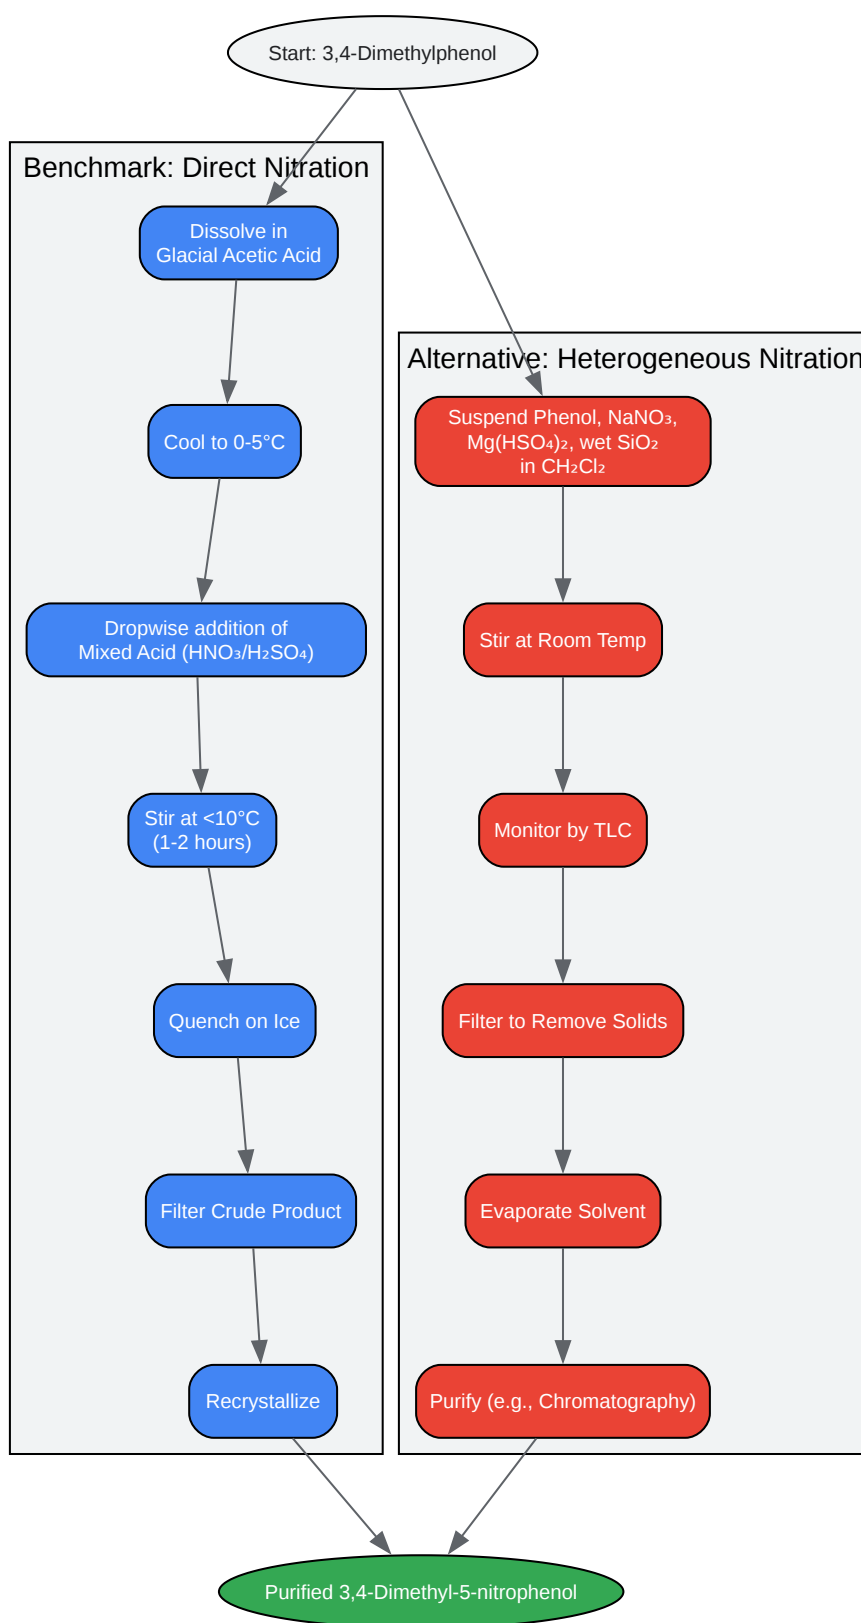 Start: 3,4-Dimethylphenol
Benchmark: Direct Nitration
Dissolve in
Glacial Acetic Acid
Cool to 0-5°C
Dropwise addition of
Mixed Acid (HNO₃/H₂SO₄)
Stir at <10°C
(1-2 hours)
Quench on Ice
Filter Crude Product
Recrystallize
Alternative: Heterogeneous Nitration
Suspend Phenol, NaNO₃,
Mg(HSO₄)₂, wet SiO₂
in CH₂Cl₂
Stir at Room Temp
Monitor by TLC
Filter to Remove Solids
Evaporate Solvent
Purify (e.g., Chromatography)
Purified 3,4-Dimethyl-5-nitrophenol